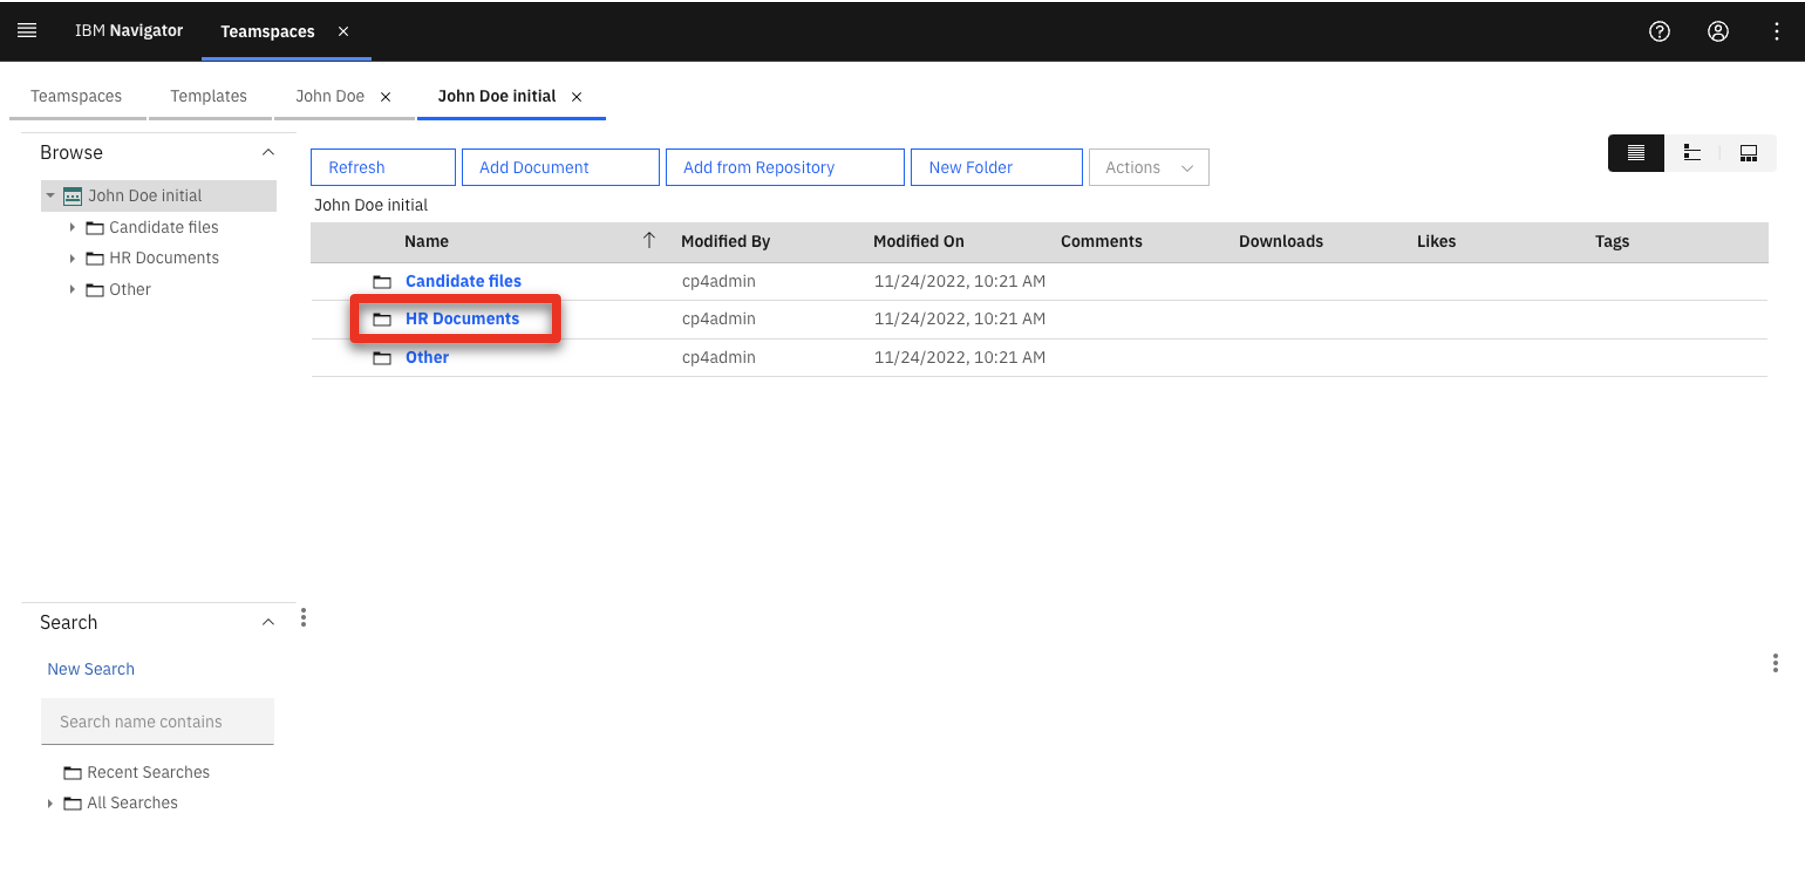 IBM Navigator Teamspaces
Teamspaces Templates John Doe John Doe initial
Browse
John Doe initial
Candidate files
HR Documents
Other
Refresh Add Document Add from Repository New Folder Actions
John Doe initial
Name Modified By Modified On Comments Downloads Likes Tags
Candidate files cp4admin 11/24/2022, 10:21 AM
HR Documents cp4admin 11/24/2022, 10:21 AM
Other cp4admin 11/24/2022, 10:21 AM
Search
New Search
Search name contains
Recent Searches
All Searches